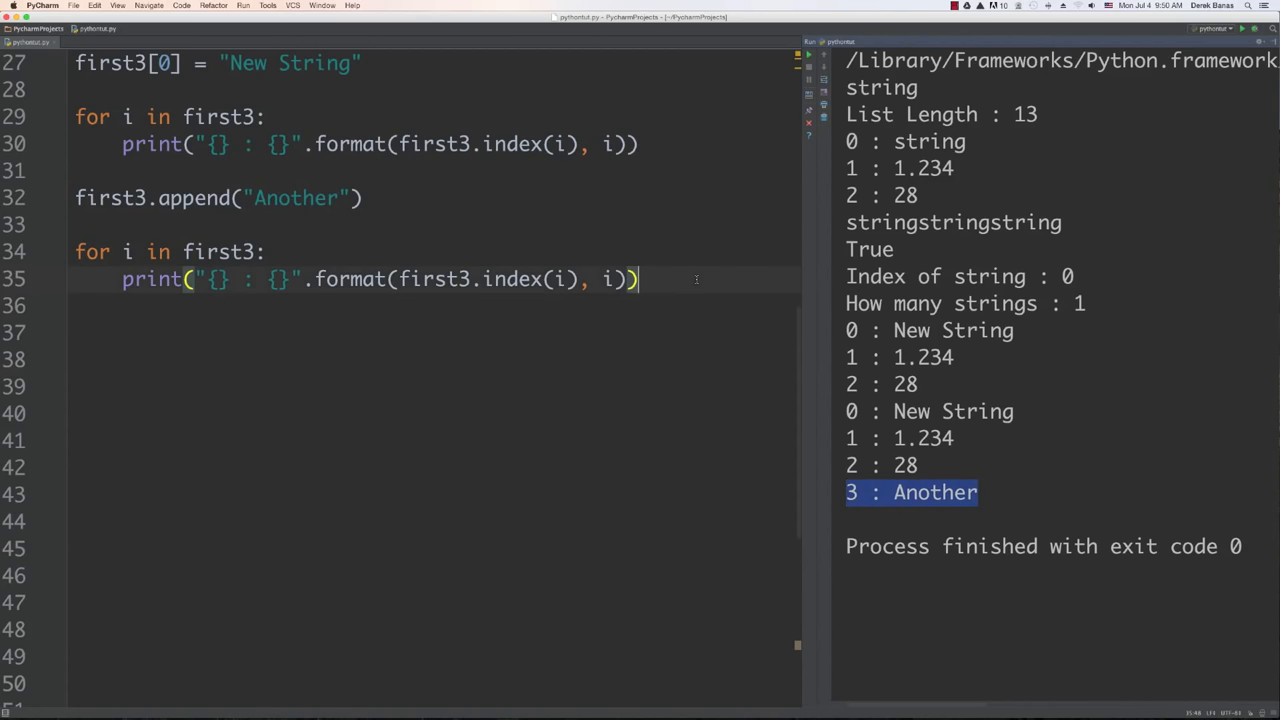 PyCharm File Edit View Navigate Code Refactor Run Tools VCS Window Help
Mon Jul 4 9:50 AM Derek Banas
pythontut.py - PycharmProjects - [~/PycharmProjects]
PycharmProjects pythontut.py
pythontut
pythontut.py
Run pythontut
27 first3[0] = "New String"
28
29 for i in first3:
30 print("{} : {}".format(first3.index(i), i))
31
32 first3.append("Another")
33
34 for i in first3:
35 print("{} : {}".format(first3.index(i), i))
36
37
38
39
40
41
42
43
44
45
46
47
48
49
50
/Library/Frameworks/Python.framework
string
List Length : 13
0 : string
1 : 1.234
2 : 28
stringstringstring
True
Index of string : 0
How many strings : 1
0 : New String
1 : 1.234
2 : 28
0 : New String
1 : 1.234
2 : 28
3 : Another
Process finished with exit code 0
35:48 LF‡ UTF-8‡